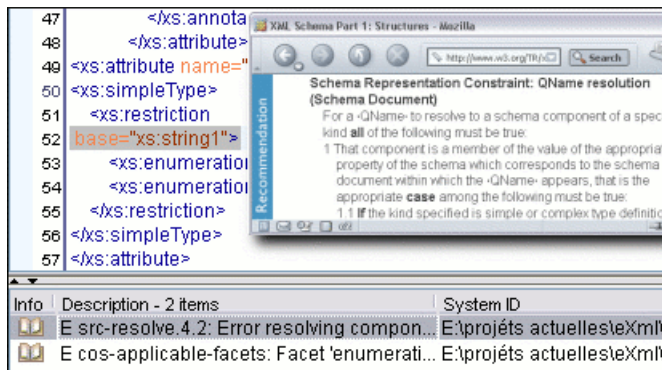 47 </xs:annota
48 </xs:attribute>
49 <xs:attribute name="
50 <xs:simpleType>
51 <xs:restriction
52 base="xs:string1">
53 <xs:enumeration
54 <xs:enumeration
55 </xs:restriction>
56 </xs:simpleType>
57 </xs:attribute>
XML Schema Part 1: Structures - Mozilla
http://www.w3.org/TR/x Search
Recommendation
Schema Representation Constraint: QName resolution
(Schema Document)
For a ·QName· to resolve to a schema component of a spec
kind all of the following must be true:
1 That component is a member of the value of the appropria
property of the schema which corresponds to the schema
document within which the ·QName· appears, that is the
appropriate case among the following must be true:
1.1 If the kind specified is simple or complex type definitio
Info Description - 2 items System ID
E src-resolve.4.2: Error resolving compon... E:\projéts actuelles\eXml\
E cos-applicable-facets: Facet 'enumerati... E:\projéts actuelles\eXml\